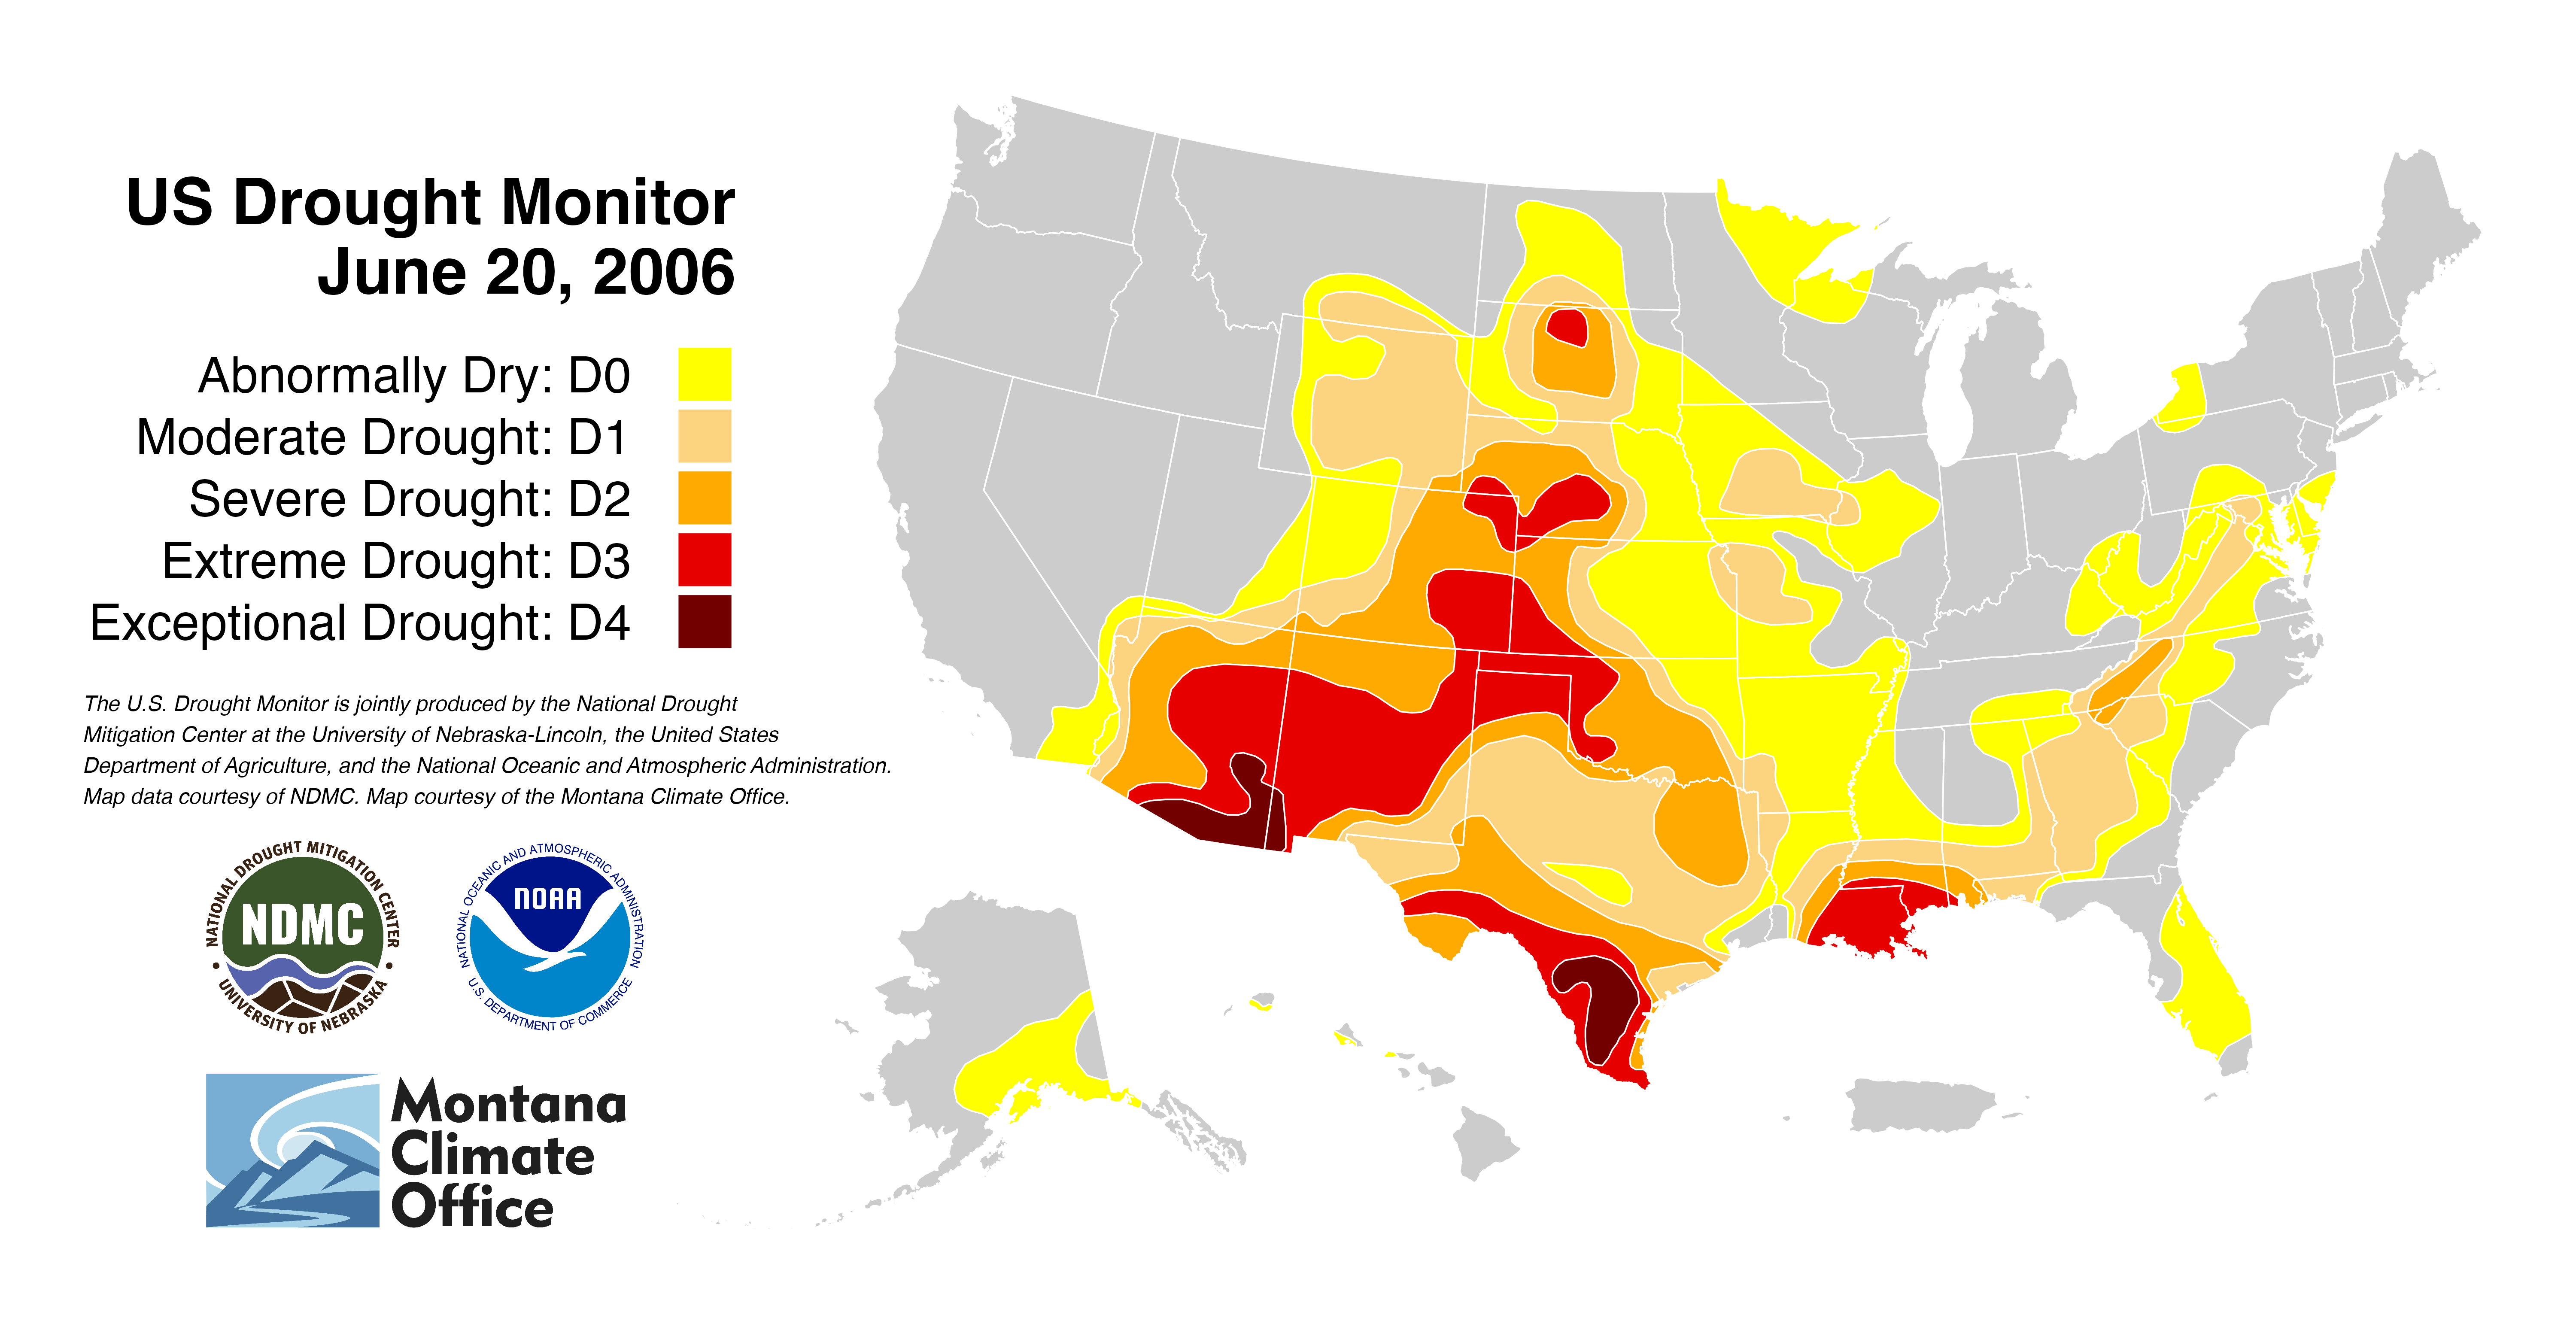 US Drought Monitor
June 20, 2006
Abnormally Dry: D0
Moderate Drought: D1
Severe Drought: D2
Extreme Drought: D3
Exceptional Drought: D4
The U.S. Drought Monitor is jointly produced by the National Drought
Mitigation Center at the University of Nebraska-Lincoln, the United States
Department of Agriculture, and the National Oceanic and Atmospheric Administration.
Map data courtesy of NDMC. Map courtesy of the Montana Climate Office.
NATIONAL DROUGHT MITIGATION CENTER
NDMC
UNIVERSITY OF NEBRASKA
NATIONAL OCEANIC AND ATMOSPHERIC ADMINISTRATION
NOAA
U.S. DEPARTMENT OF COMMERCE
Montana
Climate
Office